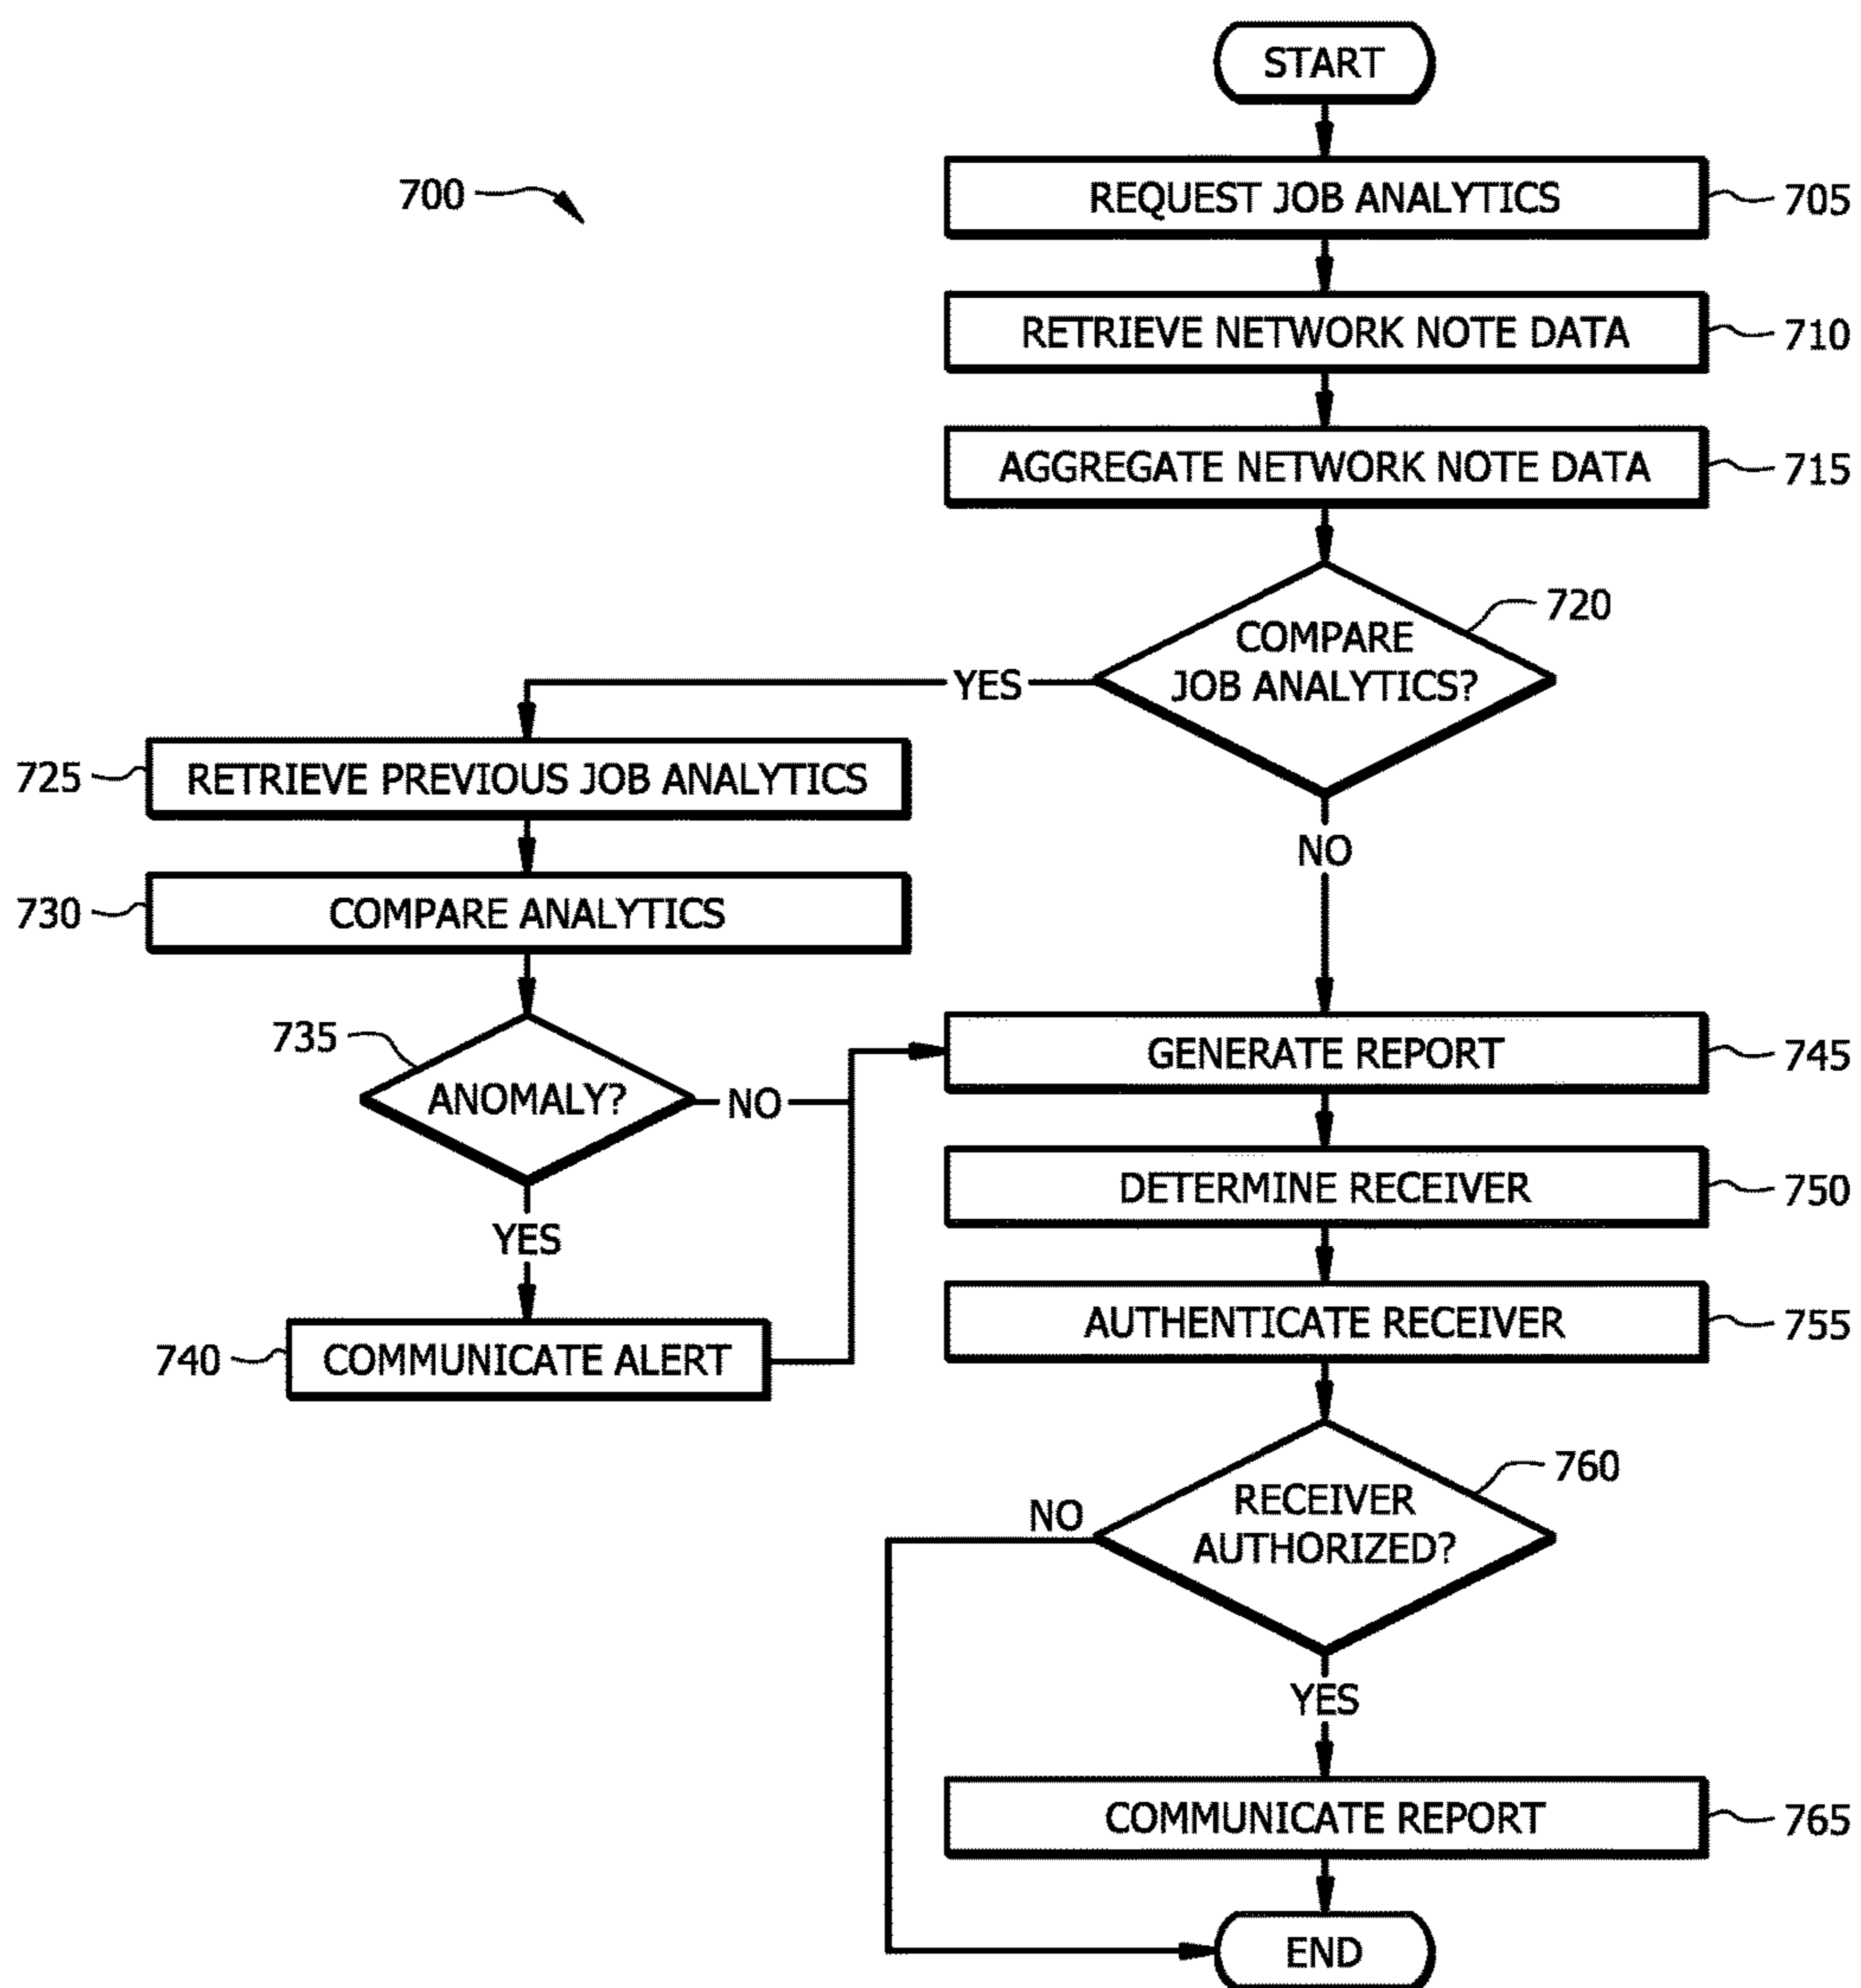 START
700
REQUEST JOB ANALYTICS
705
RETRIEVE NETWORK NOTE DATA
710
AGGREGATE NETWORK NOTE DATA
715
720
COMPARE
JOB ANALYTICS?
YES
NO
725
RETRIEVE PREVIOUS JOB ANALYTICS
730
COMPARE ANALYTICS
735
ANOMALY?
NO
YES
740
COMMUNICATE ALERT
GENERATE REPORT
745
DETERMINE RECEIVER
750
AUTHENTICATE RECEIVER
755
760
RECEIVER
AUTHORIZED?
NO
YES
COMMUNICATE REPORT
765
END